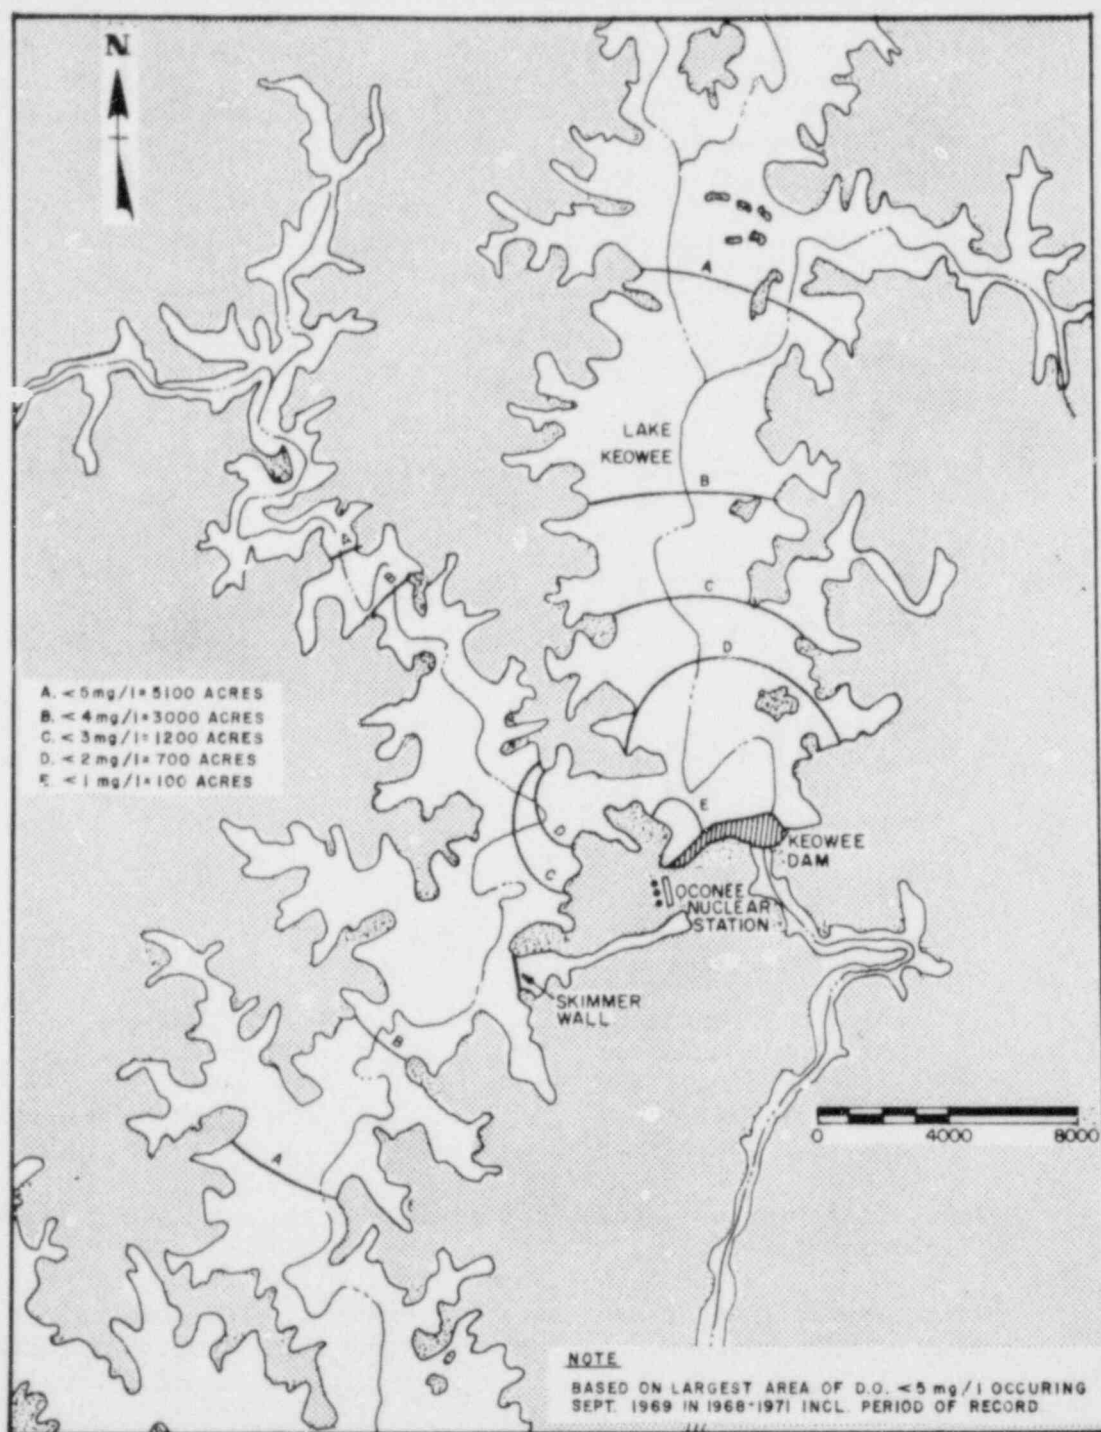 N
A
LAKE
KEOWEE
B
A
B
C
D
A. < 5 mg/l = 5100 ACRES
B. < 4 mg/l = 3000 ACRES
C. < 3 mg/l = 1200 ACRES
D. < 2 mg/l = 700 ACRES
E. < 1 mg/l = 100 ACRES
E
D
C
KEOWEE
DAM
OCONEE
NUCLEAR
STATION
SKIMMER
WALL
B
A
0 4000 8000
NOTE
BASED ON LARGEST AREA OF D.O. < 5 mg/l OCCURING
SEPT. 1969 IN 1968-1971 INCL. PERIOD OF RECORD